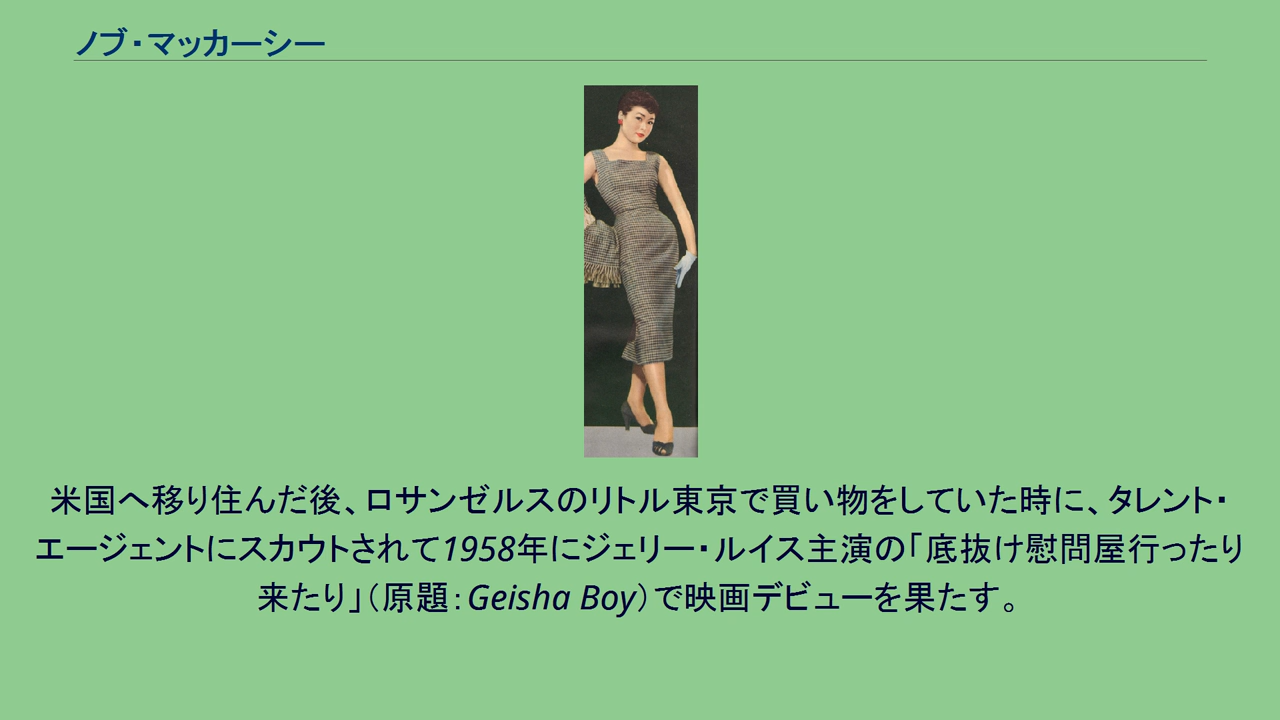 ノブ・マッカーシー
米国へ移り住んだ後、ロサンゼルスのリトル東京で買い物をしていた時に、タレント・
エージェントにスカウトされて1958年にジェリー・ルイス主演の「底抜け慰問屋行ったり
来たり」（原題：Geisha Boy）で映画デビューを果たす。